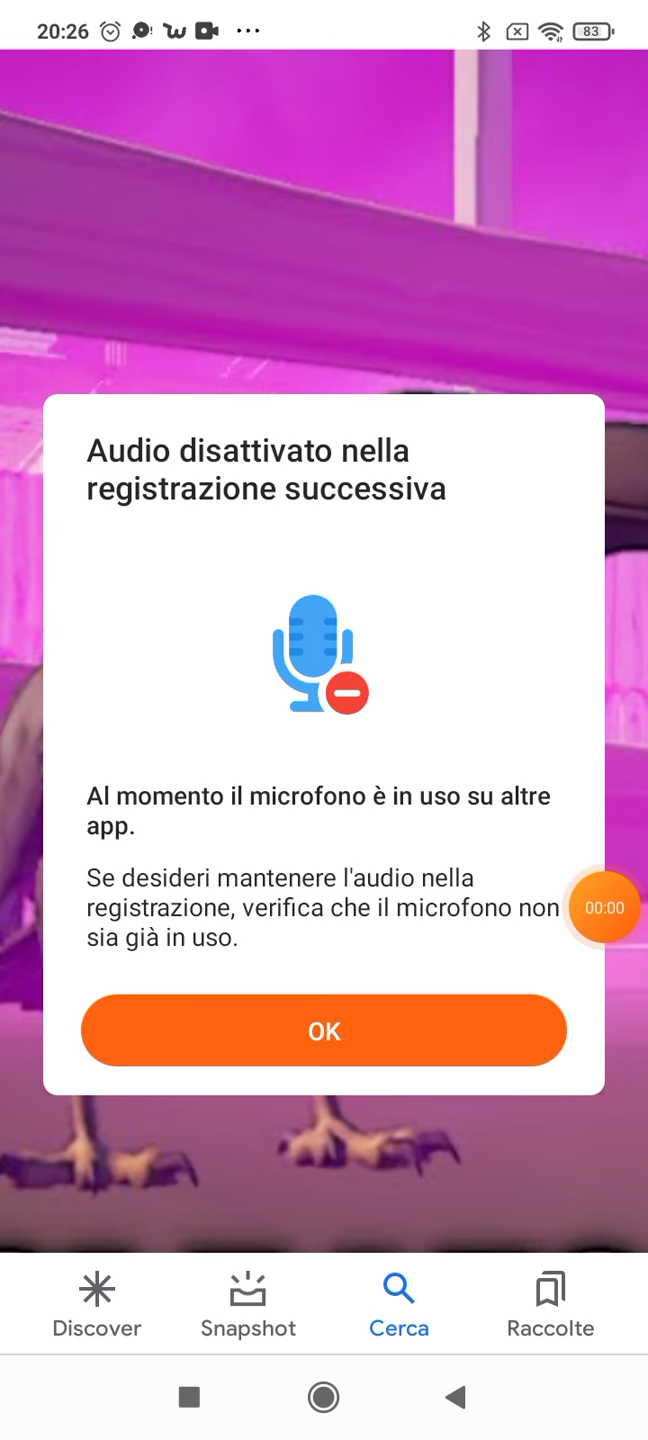 20:26
83
Audio disattivato nella
registrazione successiva
Al momento il microfono è in uso su altre
app.
Se desideri mantenere l'audio nella
registrazione, verifica che il microfono non
sia già in uso.
00:00
OK
Discover
Snapshot
Cerca
Raccolte